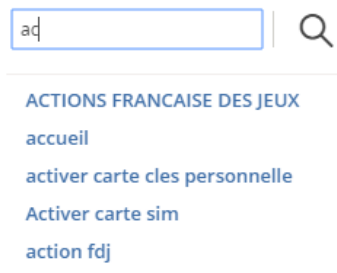 ac
ACTIONS FRANCAISE DES JEUX
accueil
activer carte cles personnelle
Activer carte sim
action fdj